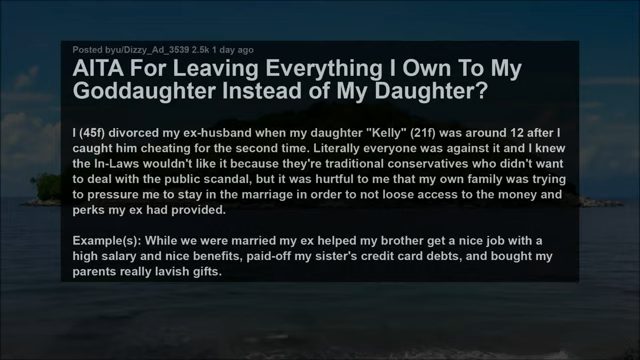 Posted byu/Dizzy_Ad_3539 2.5k 1 day ago
AITA For Leaving Everything I Own To My
Goddaughter Instead of My Daughter?
I (45f) divorced my ex-husband when my daughter "Kelly" (21f) was around 12 after I
caught him cheating for the second time. Literally everyone was against it and I knew
the In-Laws wouldn't like it because they're traditional conservatives who didn't want
to deal with the public scandal, but it was hurtful to me that my own family was trying
to pressure me to stay in the marriage in order to not loose access to the money and
perks my ex had provided.
Example(s): While we were married my ex helped my brother get a nice job with a
high salary and nice benefits, paid-off my sister's credit card debts, and bought my
parents really lavish gifts.